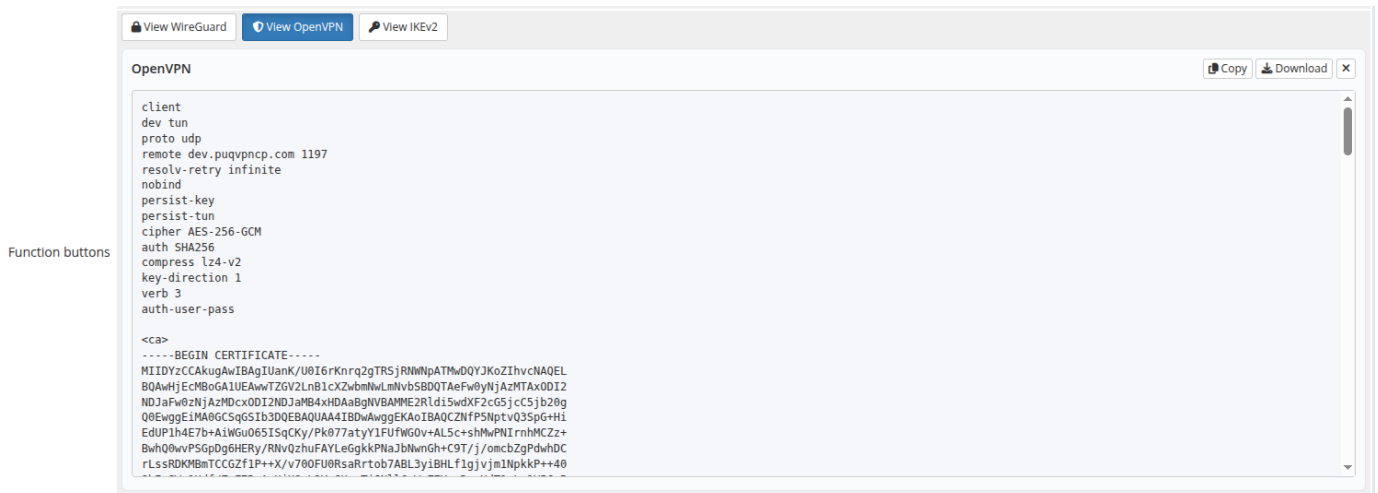 View WireGuard View OpenVPN View IKEv2
OpenVPN Copy Download
client
dev tun
proto udp
remote dev.puqvpncp.com 1197
resolv-retry infinite
nobind
persist-key
persist-tun
cipher AES-256-GCM
Function buttons
auth SHA256
compress lz4-v2
key-direction 1
verb 3
auth-user-pass
<ca>
-----BEGIN CERTIFICATE-----
MIIDYzCCAkugAwIBAgIUanK/U0I6rKnrq2gTRSjRNWNpATMwDQYJKoZIhvcNAQEL
BQAwHjEcMBoGA1UEAwwTZGV2LnB1cXZwbmNwLmNvbSBDQTAeFw0yNjAzMTAxODI2
NDJaFw0zNjAzMDcxODI2NDJaMB4xHDAaBgNVBAMME2Rldi5wdXF2cG5jcC5jb20g
Q0EwggEiMA0GCSqGSIb3DQEBAQUAA4IBDwAwggEKAoIBAQCZNfP5NptvQ3SpG+Hi
EdUP1h4E7b+AiWGuO65ISqCKy/Pk077atyY1FUfWGOv+AL5c+shMwPNIrnhMCZz+
BwhQ0wvPSGpDg6HERy/RNvQzhuFAYLeGgkkPNaJbNwnGh+C9T/j/omcbZgPdwhDC
rLssRDKMBmTCCGZf1P++X/v70OFU0RsaRrtob7ABL3yiBHLf1gjvjm1NpkkP++40